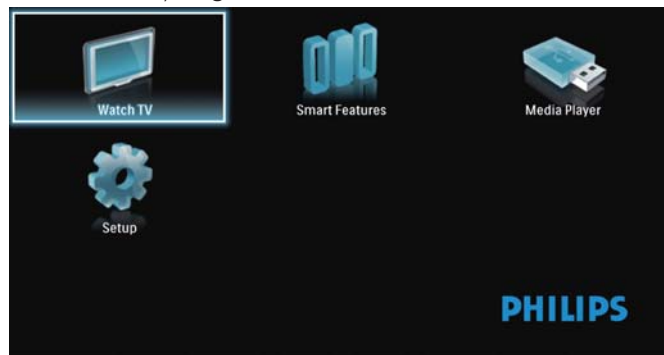 Watch TV
Smart Features
Media Player
Setup
PHILIPS